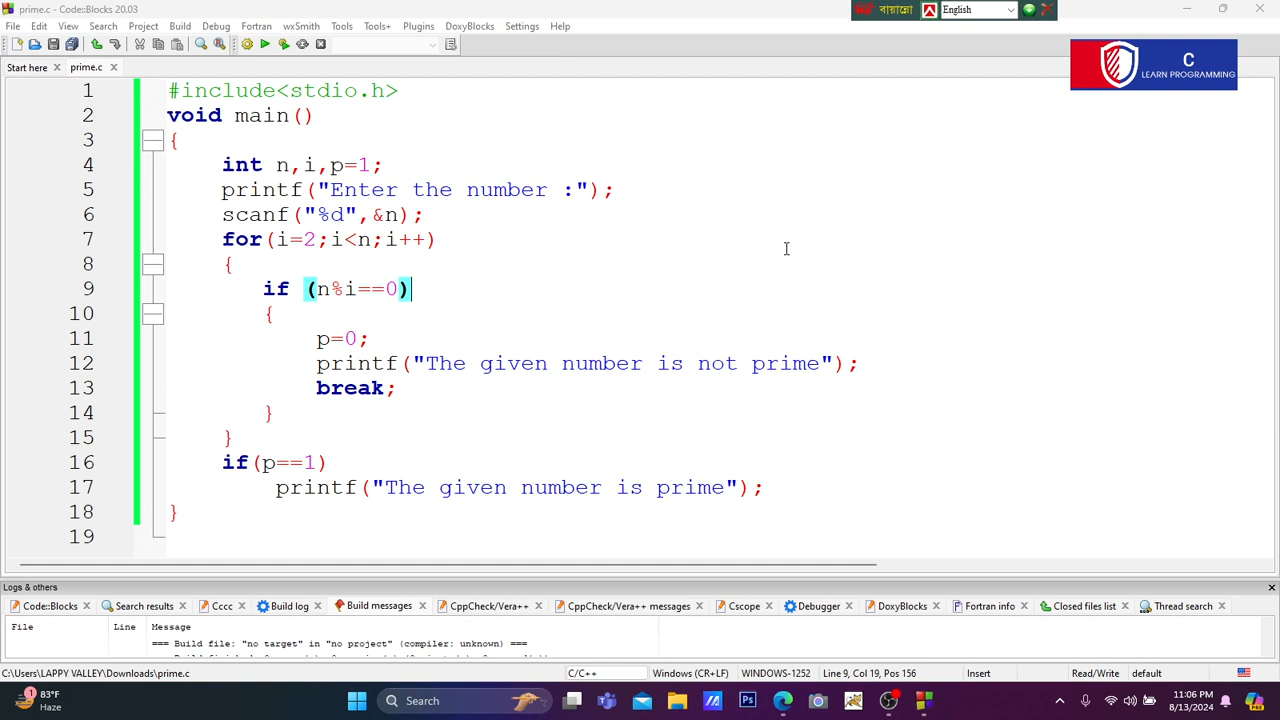 prime.c - Code::Blocks 20.03
বায়ান্নো English
File Edit View Search Project Build Debug Fortran wxSmith Tools Tools+ Plugins DoxyBlocks Settings Help
Start here prime.c
C
LEARN PROGRAMMING
1 #include<stdio.h>
2 void main()
3 {
4 int n,i,p=1;
5 printf("Enter the number :");
6 scanf("%d",&n);
7 for(i=2;i<n;i++)
8 {
9 if (n%i==0)
10 {
11 p=0;
12 printf("The given number is not prime");
13 break;
14 }
15 }
16 if(p==1)
17 printf("The given number is prime");
18 }
19
Logs & others
Code::Blocks Search results Cccc Build log Build messages CppCheck/Vera++ CppCheck/Vera++ messages Cscope Debugger DoxyBlocks Fortran info Closed files list Thread search
File Line Message
=== Build file: "no target" in "no project" (compiler: unknown) ===
C:\Users\LAPPY VALLEY\Downloads\prime.c C/C++ Windows (CR+LF) WINDOWS-1252 Line 9, Col 19, Pos 156 Insert Read/Write default
83°F
Haze
Search
11:06 PM
8/13/2024